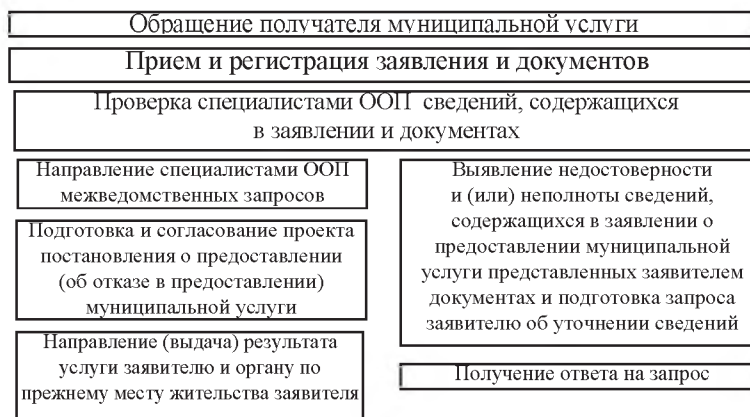 Обращение получателя муниципальной услуги
Прием и регистрация заявления и документов
Проверка специалистами ООП сведений, содержащихся
в заявлении и документах
Направление специалистами ООП
межведомственных запросов
Подготовка и согласование проекта
постановления о предоставлении
(об отказе в предоставлении)
муниципальной услуги
Направление (выдача) результата
услуги заявителю и органу по
прежнему месту жительства заявителя
Выявление недостоверности
и (или) неполноты сведений,
содержащихся в заявлении о
предоставлении муниципальной
услуги представленных заявителем
документах и подготовка запроса
заявителю об уточнении сведений
Получение ответа на запрос